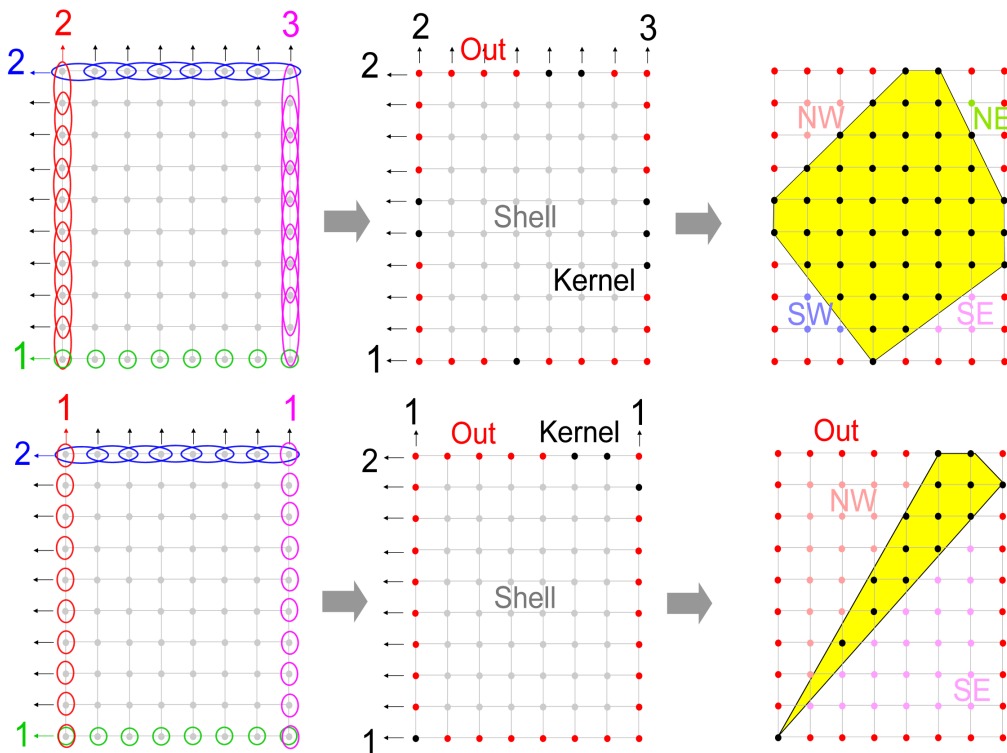 2 3
2
1
2 3
Out
2
Shell
Kernel
1
NW NE
SW SE
1 1
2
1
1 1
Out Kernel
2
Shell
1
Out
NW
SE